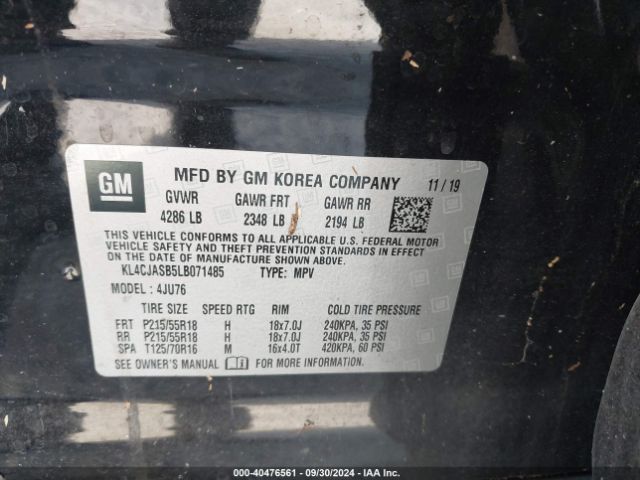 GM
MFD BY GM KOREA COMPANY 11/19
GVWR GAWR FRT GAWR RR
4286 LB 2348 LB 2194 LB
THIS VEHICLE CONFORMS TO ALL APPLICABLE U.S. FEDERAL MOTOR
VEHICLE SAFETY AND THEFT PREVENTION STANDARDS IN EFFECT
ON THE DATE OF MANUFACTURE SHOWN ABOVE.
KL4CJASB5LB071485 TYPE: MPV
MODEL : 4JU76
TIRE SIZE SPEED RTG RIM COLD TIRE PRESSURE
FRT P215/55R18 H 18x7.0J 240KPA, 35 PSI
RR P215/55R18 H 18x7.0J 240KPA, 35 PSI
SPA T125/70R16 M 16x4.0T 420KPA, 60 PSI
SEE OWNER'S MANUAL FOR MORE INFORMATION.
000-40476561 - 09/30/2024 - IAA Inc.